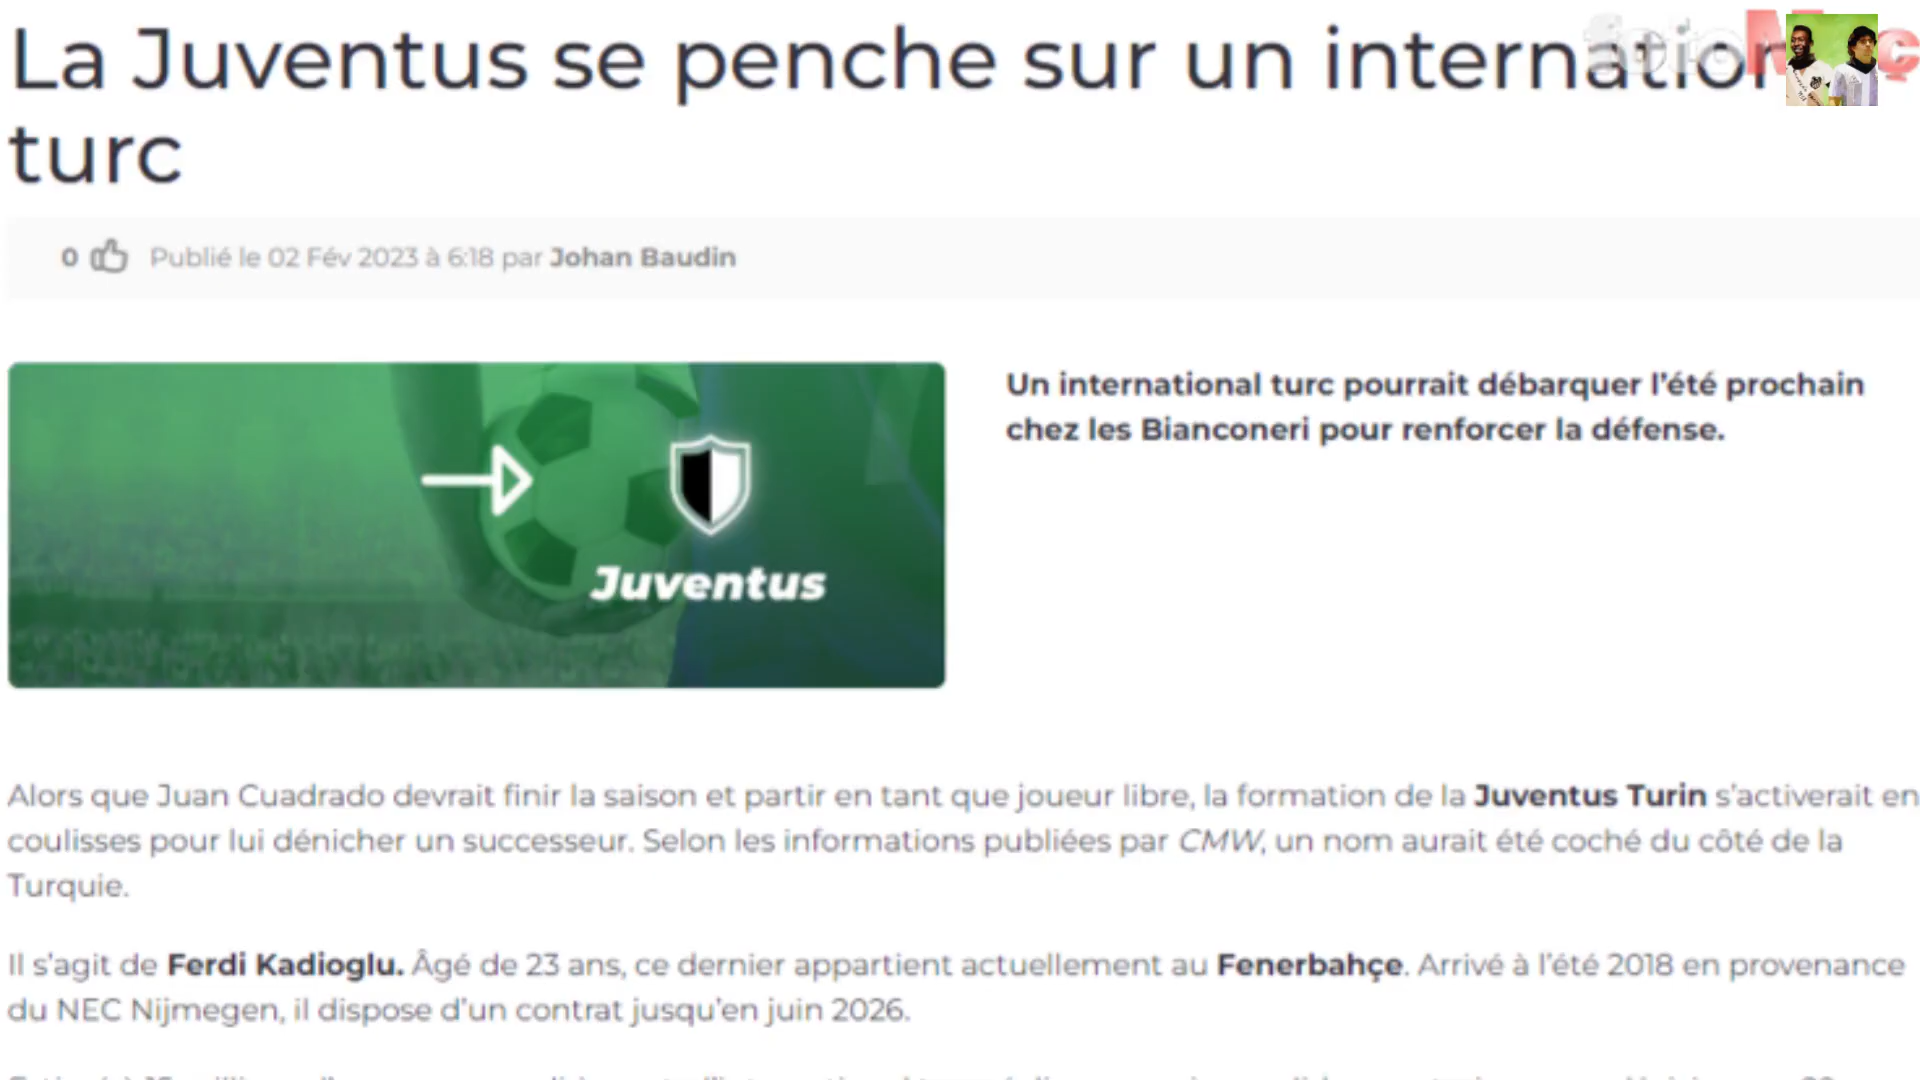 La Juventus se penche sur un internation
turc
0 Publié le 02 Fév 2023 à 6:18 par Johan Baudin
Un international turc pourrait débarquer l'été prochain
chez les Bianconeri pour renforcer la défense.
Juventus
Alors que Juan Cuadrado devrait finir la saison et partir en tant que joueur libre, la formation de la Juventus Turin s'activerait en
coulisses pour lui dénicher un successeur. Selon les informations publiées par CMW, un nom aurait été coché du côté de la
Turquie.
Il s'agit de Ferdi Kadioglu. Âgé de 23 ans, ce dernier appartient actuellement au Fenerbahçe. Arrivé à l'été 2018 en provenance
du NEC Nijmegen, il dispose d'un contrat jusqu'en juin 2026.